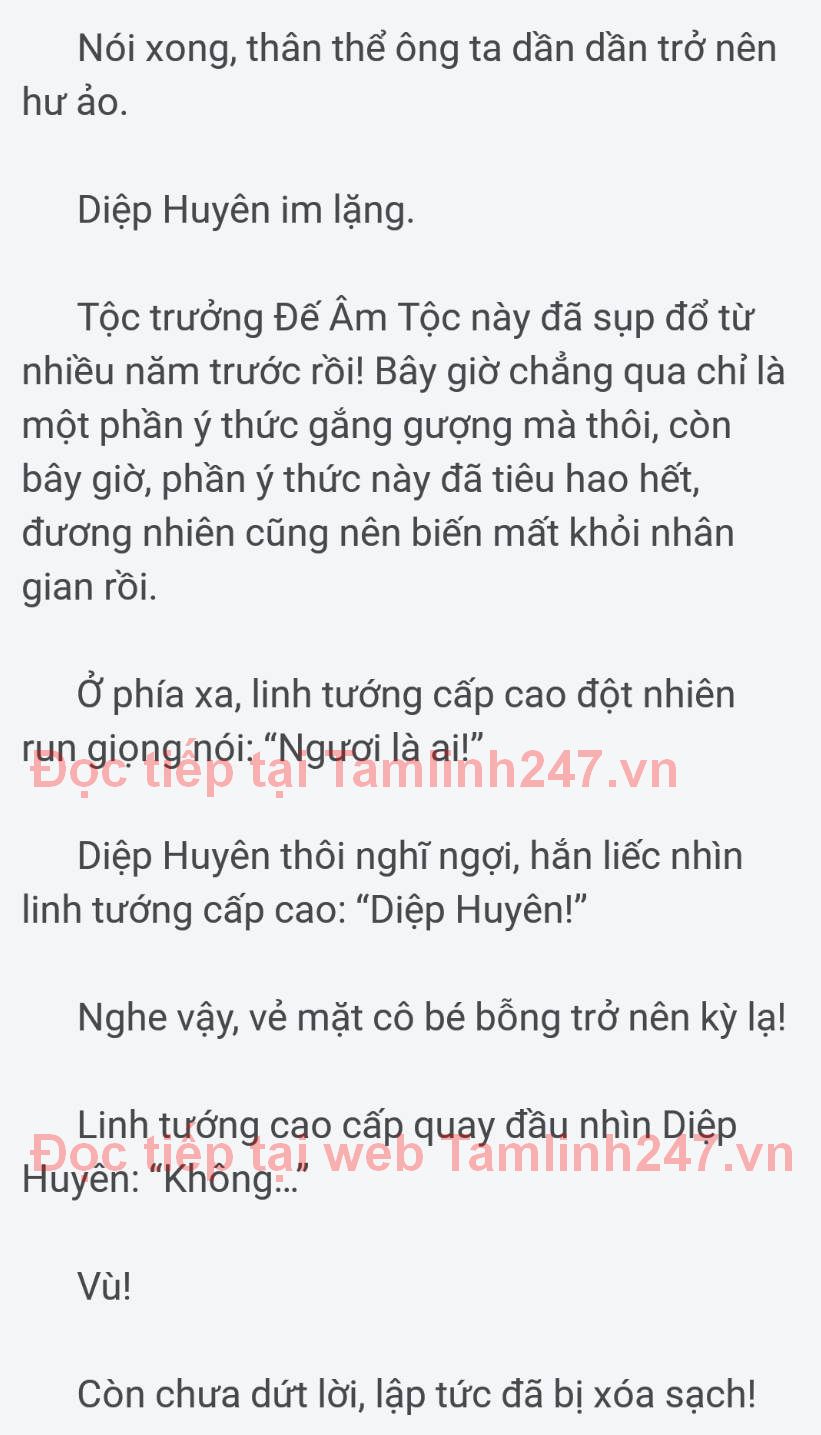 Nói xong, thân thể ông ta dần dần trở nên
hư ảo.
Diệp Huyên im lặng.
Tộc trưởng Đế Âm Tộc này đã sụp đổ từ
nhiều năm trước rồi! Bây giờ chẳng qua chỉ là
một phần ý thức gắng gượng mà thôi, còn
bây giờ, phần ý thức này đã tiêu hao hết,
đương nhiên cũng nên biến mất khỏi nhân
gian rồi.
Ở phía xa, linh tướng cấp cao đột nhiên
run giọng nói: “Ngươi là ai!”
Đọc tiếp tại Tamlinh247.vn
Diệp Huyên thôi nghĩ ngợi, hắn liếc nhìn
linh tướng cấp cao: “Diệp Huyên!”
Nghe vậy, vẻ mặt cô bé bỗng trở nên kỳ lạ!
Linh tướng cao cấp quay đầu nhìn Diệp
Đọc tiếp tại web Tamlinh247.vn
Huyên: “Không...”
Vù!
Còn chưa dứt lời, lập tức đã bị xóa sạch!